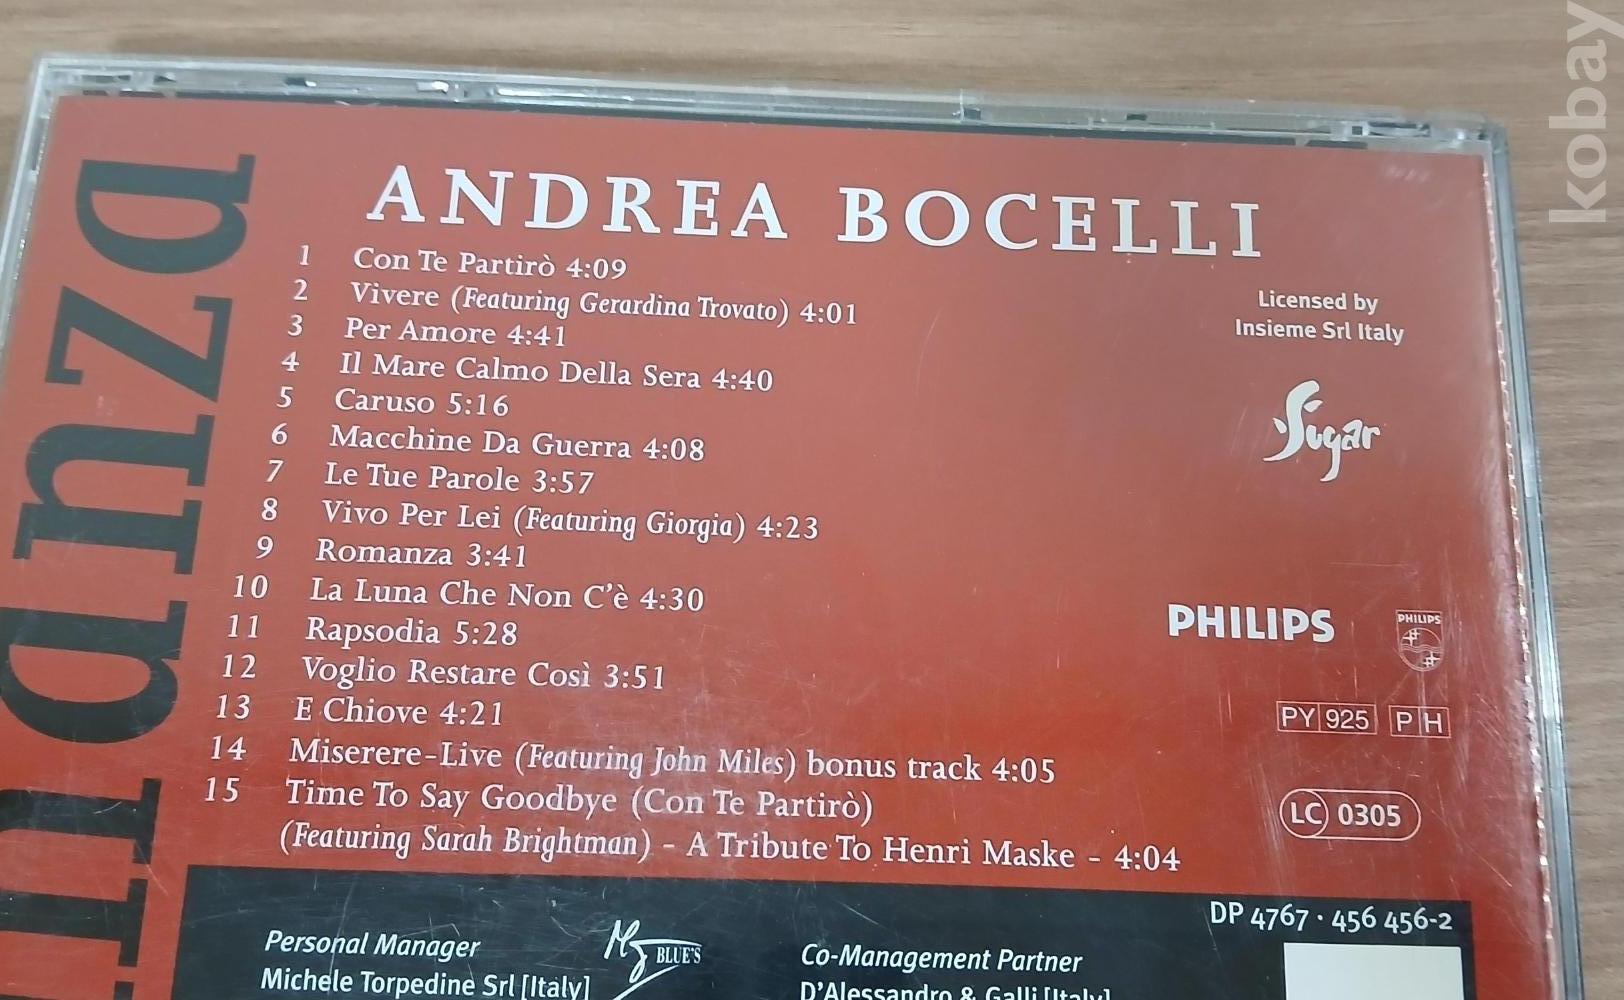 kobay
ANDREA BOCELLI
1 Con Te Partirò 4:09
2 Vivere (Featuring Gerardina Trovato) 4:01
3 Per Amore 4:41
4 Il Mare Calmo Della Sera 4:40
5 Caruso 5:16
6 Macchine Da Guerra 4:08
7 Le Tue Parole 3:57
8 Vivo Per Lei (Featuring Giorgia) 4:23
9 Romanza 3:41
10 La Luna Che Non C'è 4:30
11 Rapsodia 5:28
12 Voglio Restare Così 3:51
13 E Chiove 4:21
14 Miserere-Live (Featuring John Miles) bonus track 4:05
15 Time To Say Goodbye (Con Te Partirò)
(Featuring Sarah Brightman) - A Tribute To Henri Maske - 4:04
Licensed by
Insieme Srl Italy
Sugar
PHILIPS
PHILIPS
PY 925 PH
LC 0305
DP 4767 · 456 456-2
Personal Manager
Michele Torpedine Srl [Italy]
BLUE'S
Co-Management Partner
D'Alessandro & Galli [Italy]